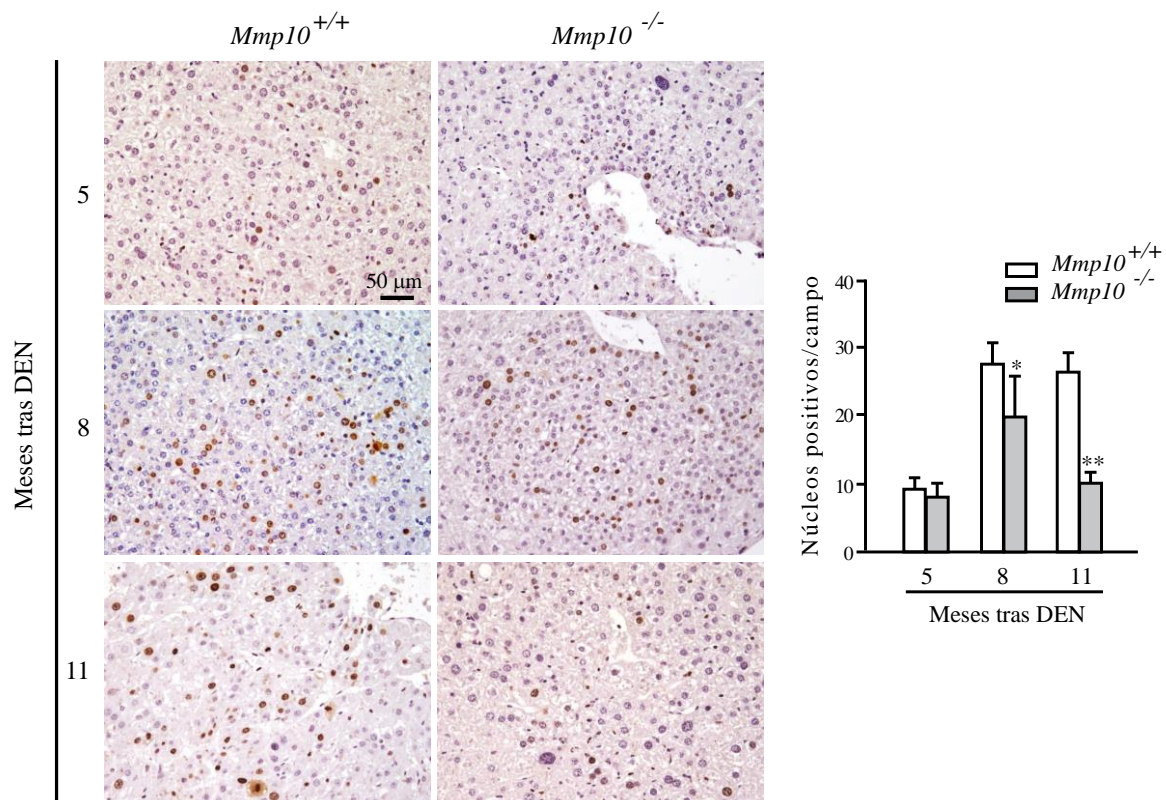 Mmp10 +/+
Mmp10 -/-
Meses tras DEN
5
50 µm
8
11
Mmp10 +/+
Mmp10 -/-
Núcleos positivos/campo
40
30
20
10
0
*
**
5 8 11
Meses tras DEN